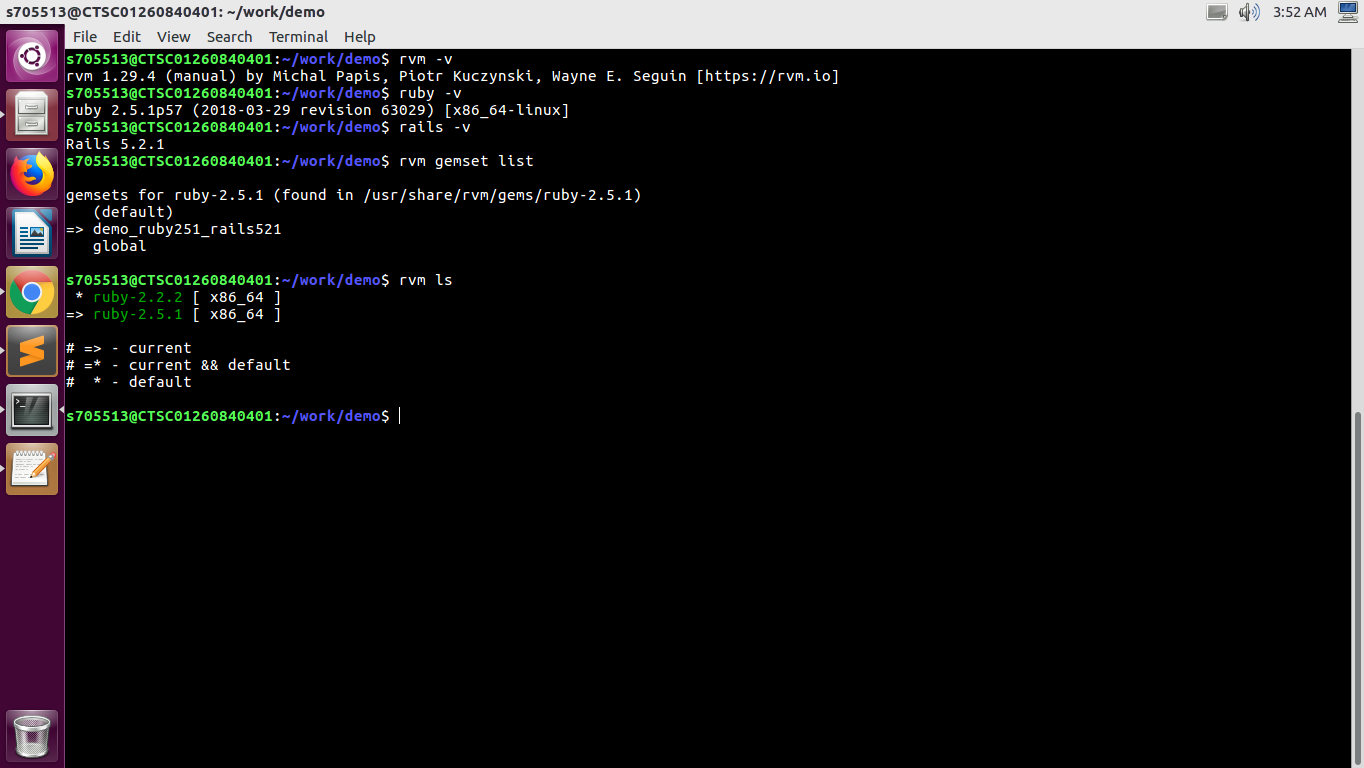 s705513@CTSC01260840401: ~/work/demo
3:52 AM
File Edit View Search Terminal Help
s705513@CTSC01260840401:~/work/demo$ rvm -v
rvm 1.29.4 (manual) by Michal Papis, Piotr Kuczynski, Wayne E. Seguin [https://rvm.io]
s705513@CTSC01260840401:~/work/demo$ ruby -v
ruby 2.5.1p57 (2018-03-29 revision 63029) [x86_64-linux]
s705513@CTSC01260840401:~/work/demo$ rails -v
Rails 5.2.1
s705513@CTSC01260840401:~/work/demo$ rvm gemset list
gemsets for ruby-2.5.1 (found in /usr/share/rvm/gems/ruby-2.5.1)
(default)
=> demo_ruby251_rails521
global
s705513@CTSC01260840401:~/work/demo$ rvm ls
* ruby-2.2.2 [ x86_64 ]
=> ruby-2.5.1 [ x86_64 ]
# => - current
# =* - current && default
#  * - default
s705513@CTSC01260840401:~/work/demo$